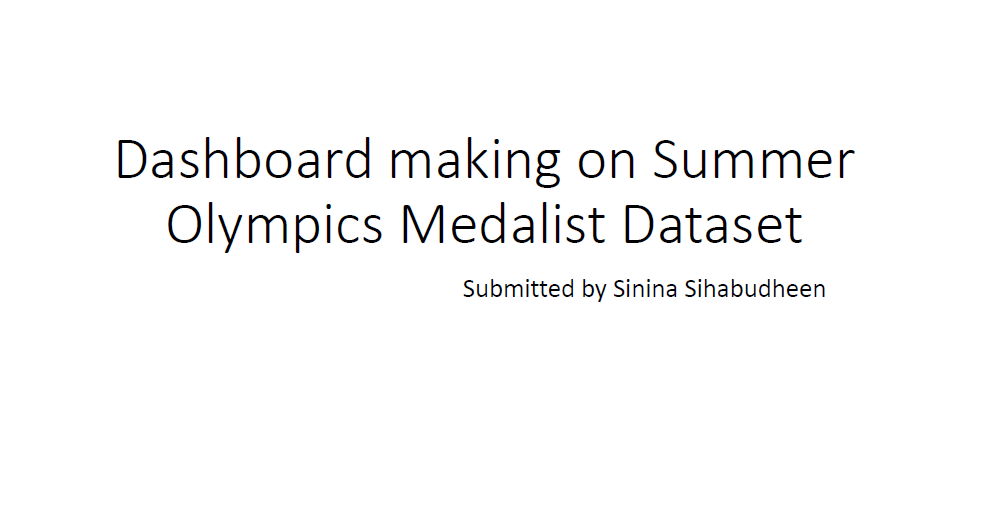 Dashboard making on Summer
Olympics Medalist Dataset
Submitted by Sinina Sihabudheen